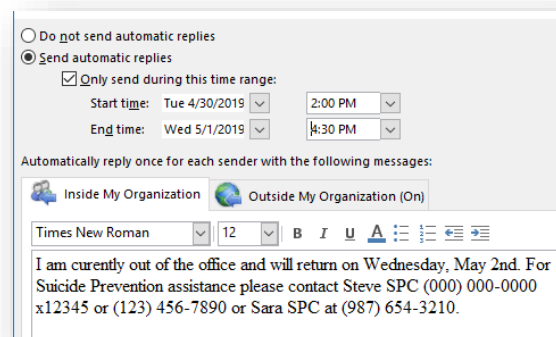 Do not send automatic replies
Send automatic replies
Only send during this time range:
Start time: Tue 4/30/2019 2:00 PM
End time: Wed 5/1/2019 4:30 PM
Automatically reply once for each sender with the following messages:
Inside My Organization Outside My Organization (On)
Times New Roman 12 B I U A
I am curently out of the office and will return on Wednesday, May 2nd. For
Suicide Prevention assistance please contact Steve SPC (000) 000-0000
x12345 or (123) 456-7890 or Sara SPC at (987) 654-3210.